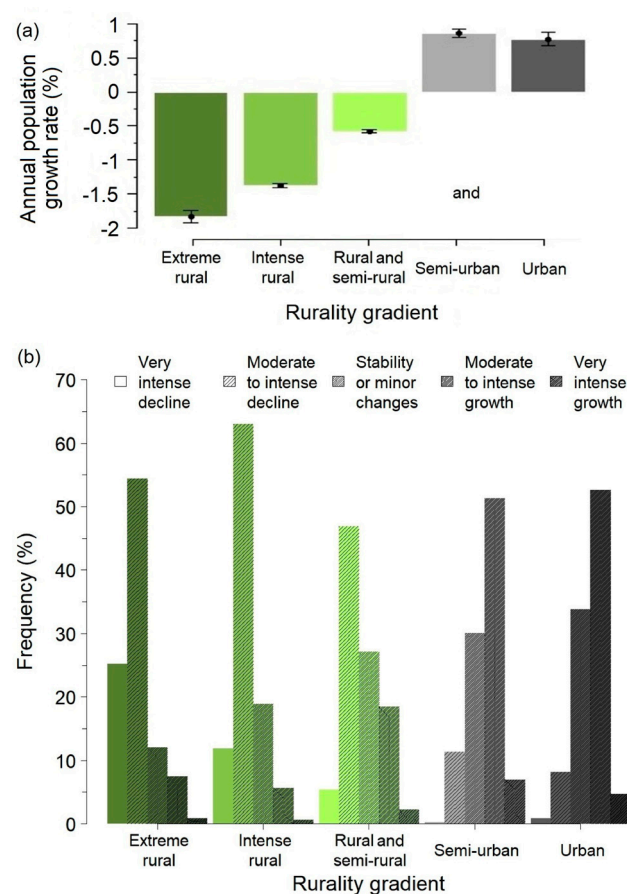 (a)
Annual population
growth rate (%)
1
0.5
0
-0.5
-1
-1.5
-2
and
Extreme
rural
Intense
rural
Rural and
semi-rural
Semi-urban
Urban
Rurality gradient
(b)
Very
intense
decline
Moderate
to intense
decline
Stability
or minor
changes
Moderate
to intense
growth
Very
intense
growth
Frequency (%)
70
60
50
40
30
20
10
0
Extreme
rural
Intense
rural
Rural and
semi-rural
Semi-urban
Urban
Rurality gradient